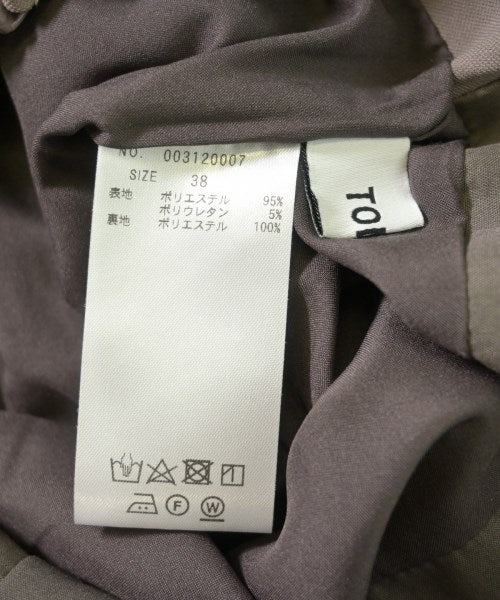 NO. 003120007
SIZE 38
表地 ポリエステル 95%
ポリウレタン 5%
裏地 ポリエステル 100%
F
W